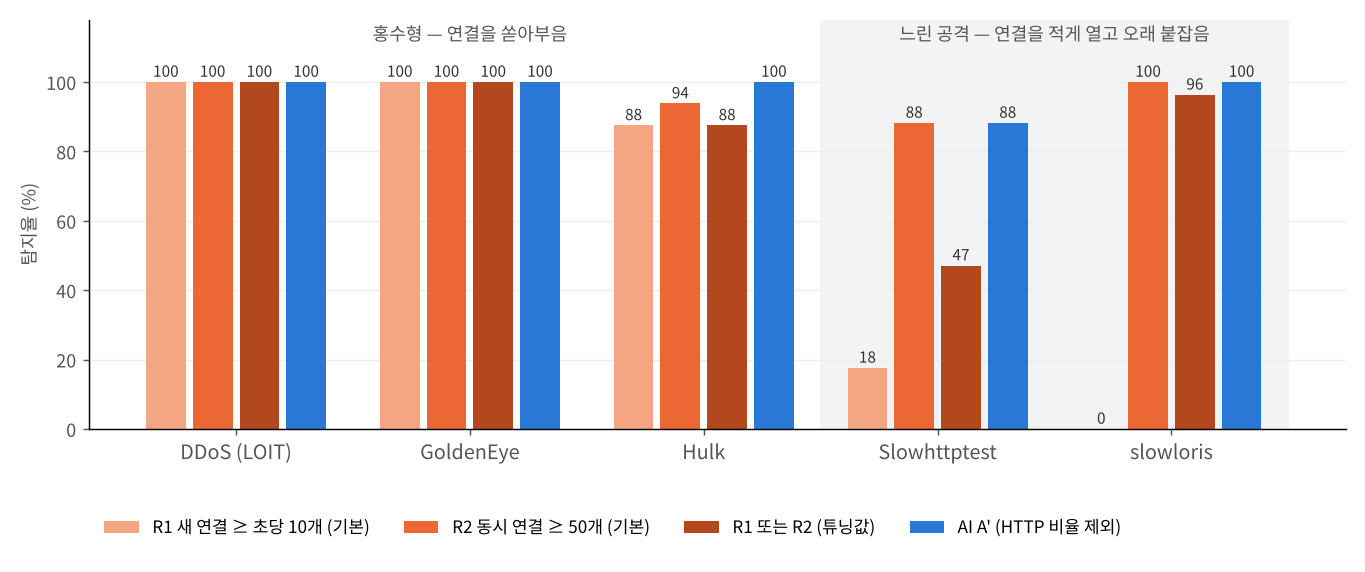 홍수형 — 연결을 쏟아부음
느린 공격 — 연결을 적게 열고 오래 붙잡음
탐지율 (%)
100
80
60
40
20
0
100 100 100 100
100 100 100 100
88 94 88 100
18 88 47 88
0 100 96 100
DDoS (LOIT)
GoldenEye
Hulk
Slowhttptest
slowloris
R1 새 연결 ≥ 초당 10개 (기본)
R2 동시 연결 ≥ 50개 (기본)
R1 또는 R2 (튜닝값)
AI A' (HTTP 비율 제외)